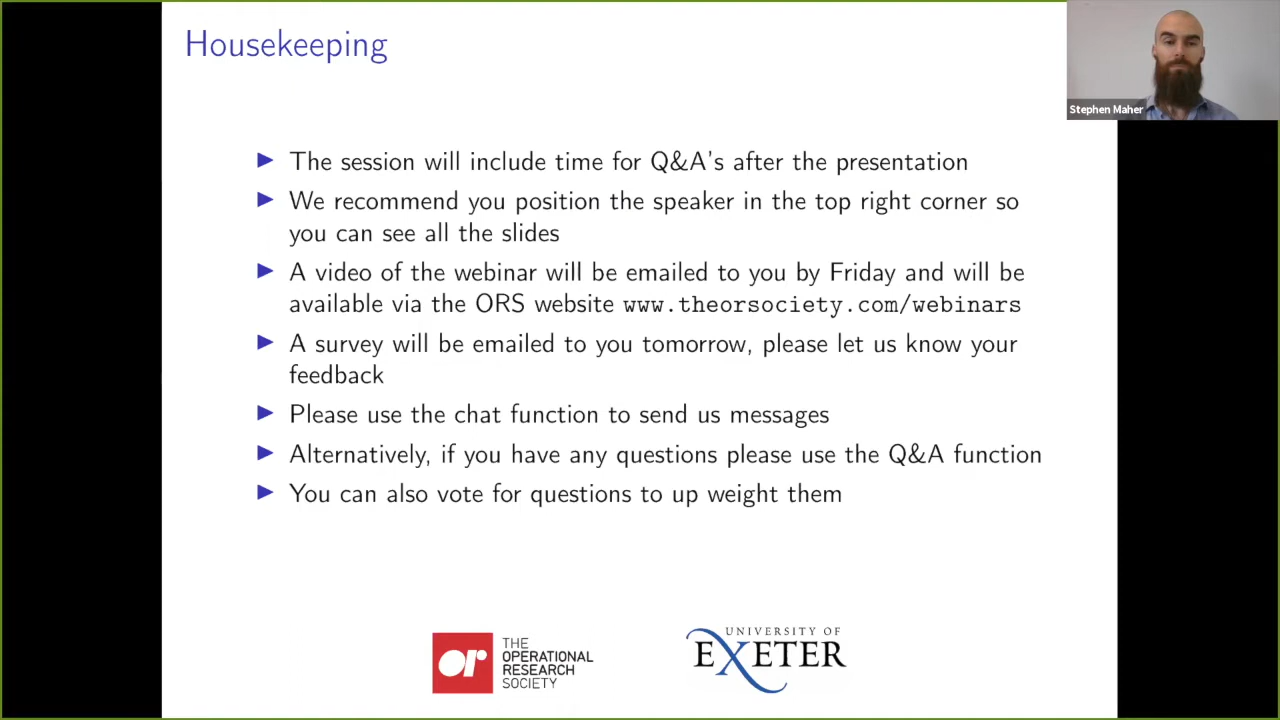 Housekeeping
Stephen Maher
▶ The session will include time for Q&A's after the presentation
▶ We recommend you position the speaker in the top right corner so
you can see all the slides
▶ A video of the webinar will be emailed to you by Friday and will be
available via the ORS website www.theorsociety.com/webinars
▶ A survey will be emailed to you tomorrow, please let us know your
feedback
▶ Please use the chat function to send us messages
▶ Alternatively, if you have any questions please use the Q&A function
▶ You can also vote for questions to up weight them
or
THE
OPERATIONAL
RESEARCH
SOCIETY
UNIVERSITY OF
EXETER